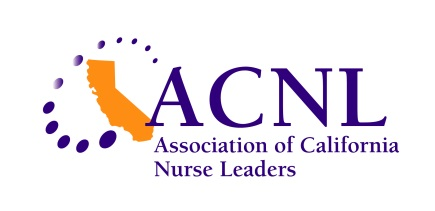 ACNL
Association of California
Nurse Leaders